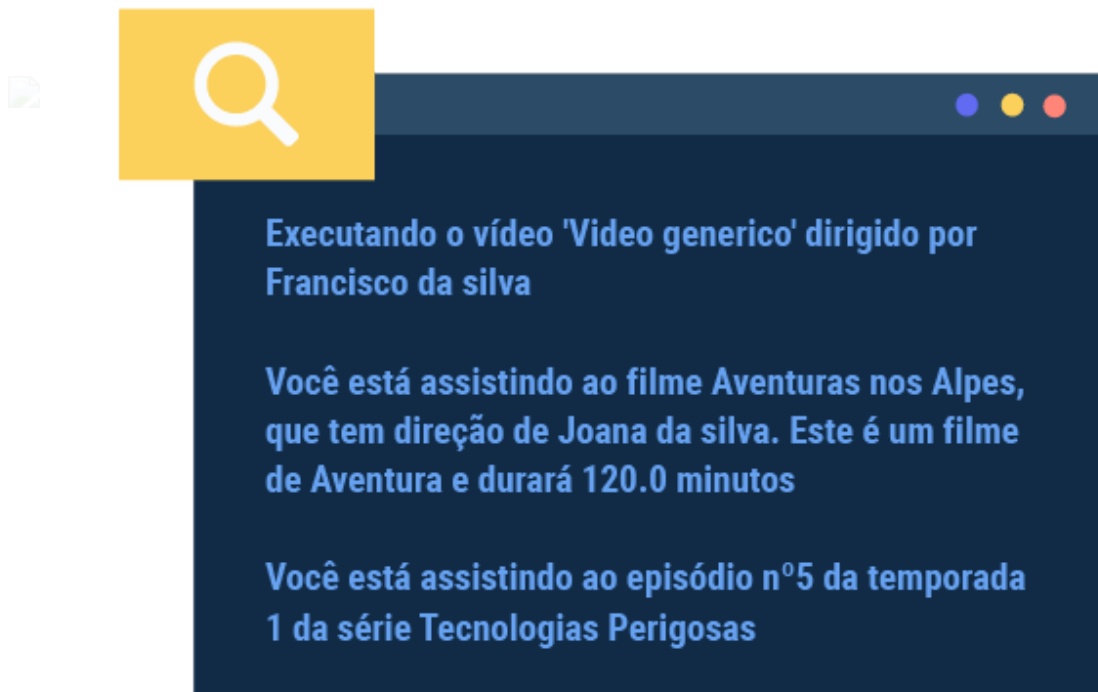 Executando o vídeo 'Video generico' dirigido por
Francisco da silva
Você está assistindo ao filme Aventuras nos Alpes,
que tem direção de Joana da silva. Este é um filme
de Aventura e durará 120.0 minutos
Você está assistindo ao episódio nº5 da temporada
1 da série Tecnologias Perigosas